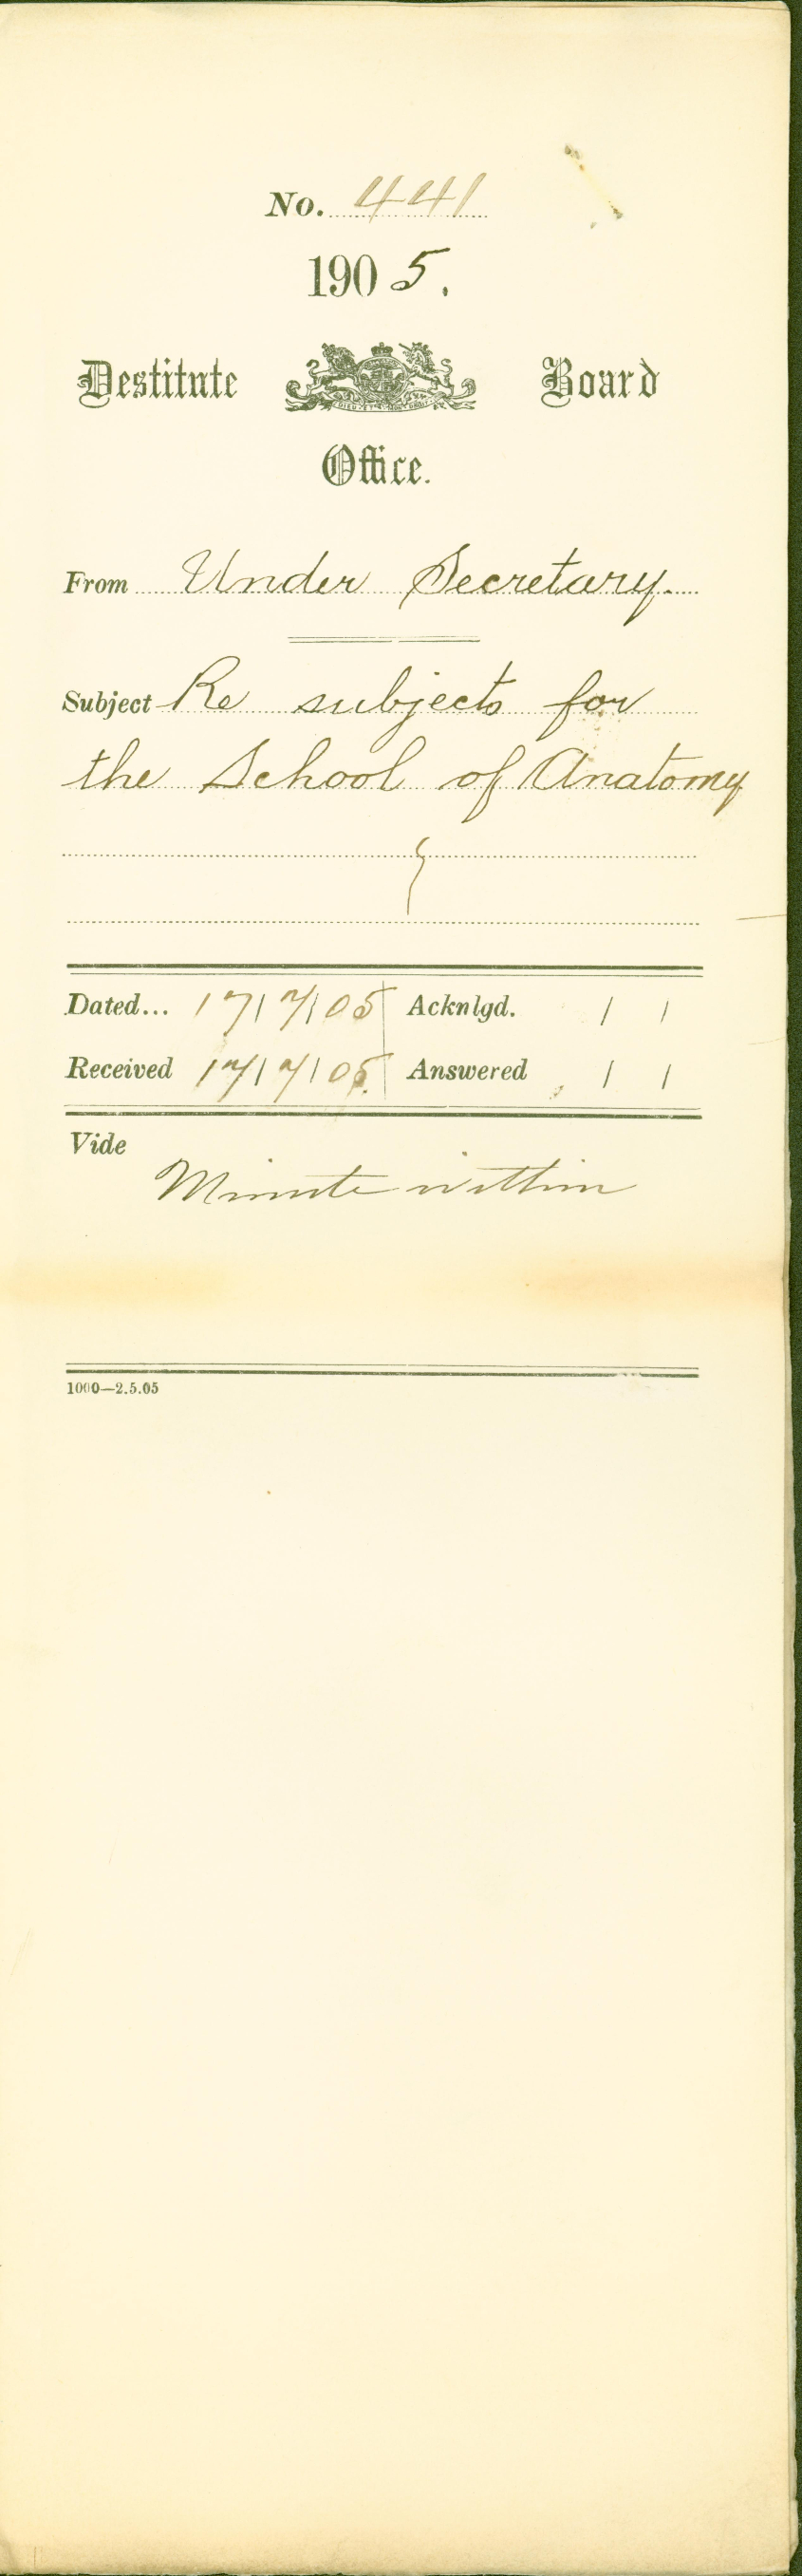 No. 441
1905.
Destitute Board
Office.
From Under Secretary.
Subject Re subjects for
the School of Anatomy
Dated... 17/7/05 Acknlgd. / /
Received 17/7/05. Answered / /
Vide
Minute within
1000—2.5.05